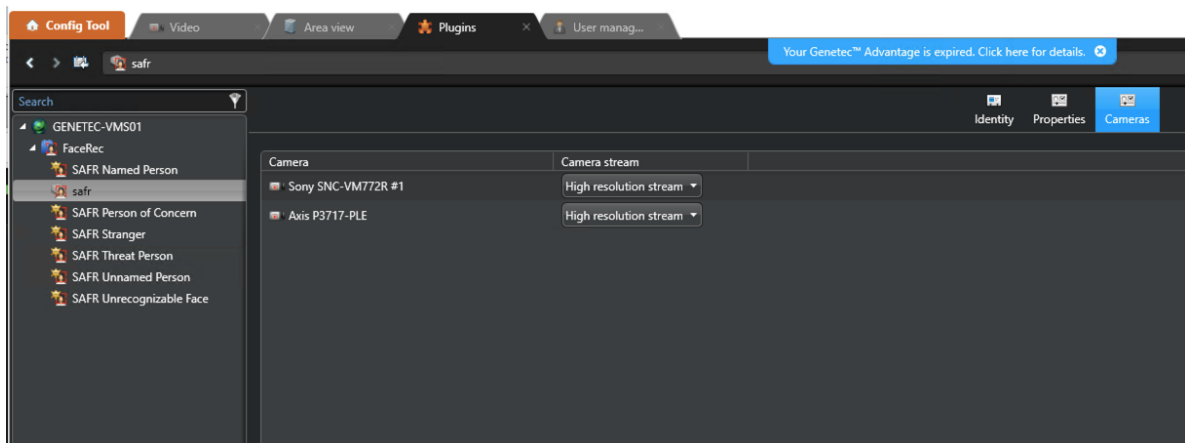 Config Tool Video Area view Plugins User manag...
Your Genetec™ Advantage is expired. Click here for details.
safr
Search
Identity Properties Cameras
GENETEC-VMS01
FaceRec
Camera Camera stream
SAFR Named Person
Sony SNC-VM772R #1 High resolution stream
safr
SAFR Person of Concern
Axis P3717-PLE High resolution stream
SAFR Stranger
SAFR Threat Person
SAFR Unnamed Person
SAFR Unrecognizable Face